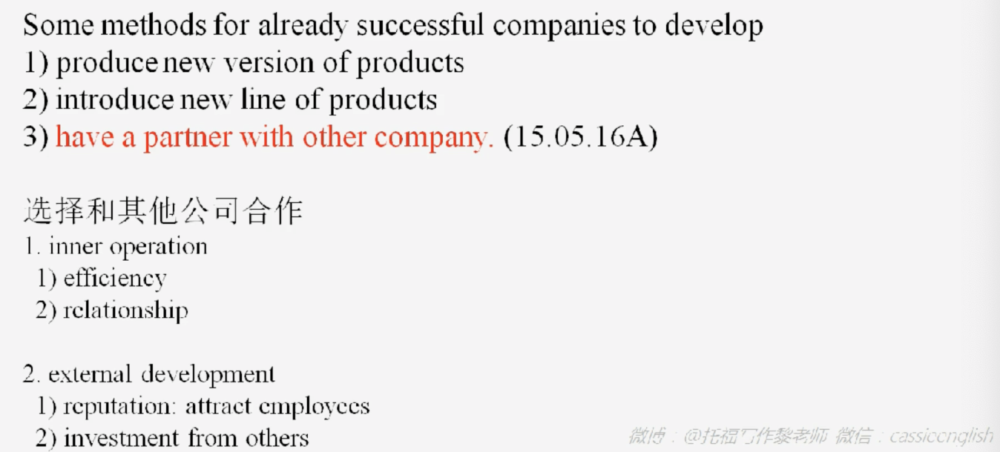 Some methods for already successful companies to develop
1) produce new version of products
2) introduce new line of products
3) have a partner with other company. (15.05.16A)
选择和其他公司合作
1. inner operation
1) efficiency
2) relationship
2. external development
1) reputation: attract employees
2) investment from others
微博：@托福写作黎老师 微信：cassieenglish